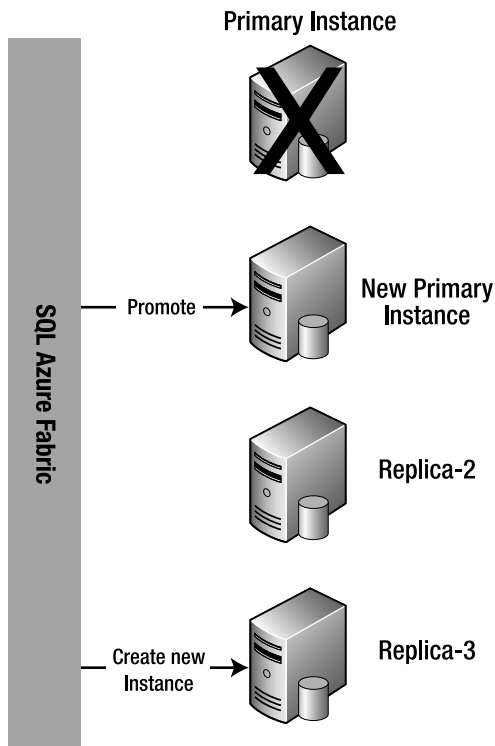 Primary Instance
SQL Azure Fabric
Promote
New Primary
Instance
Replica-2
Create new
Instance
Replica-3